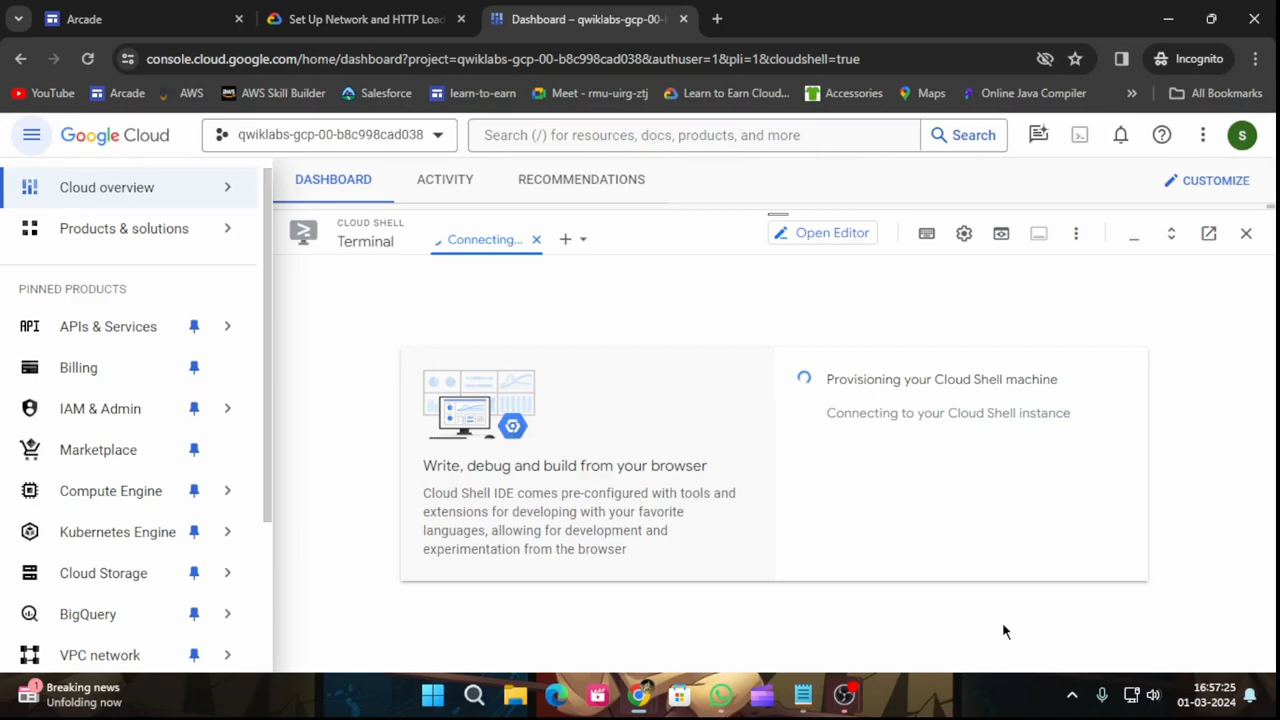 Arcade
Set Up Network and HTTP Load
Dashboard – qwiklabs-gcp-00-
console.cloud.google.com/home/dashboard?project=qwiklabs-gcp-00-b8c998cad038&authuser=1&pli=1&cloudshell=true
Incognito
YouTube
Arcade
AWS
AWS Skill Builder
Salesforce
learn-to-earn
Meet - rmu-uirg-ztj
Learn to Earn Cloud...
Accessories
Maps
Online Java Compiler
All Bookmarks
Google Cloud
qwiklabs-gcp-00-b8c998cad038
Search (/) for resources, docs, products, and more
Search
S
Cloud overview
Products & solutions
PINNED PRODUCTS
API APIs & Services
Billing
IAM & Admin
Marketplace
Compute Engine
Kubernetes Engine
Cloud Storage
BigQuery
VPC network
DASHBOARD
ACTIVITY
RECOMMENDATIONS
CUSTOMIZE
CLOUD SHELL
Terminal
Connecting...
Open Editor
Write, debug and build from your browser
Cloud Shell IDE comes pre-configured with tools and
extensions for developing with your favorite
languages, allowing for development and
experimentation from the browser
Provisioning your Cloud Shell machine
Connecting to your Cloud Shell instance
1
Breaking news
Unfolding now
16:57:25
01-03-2024